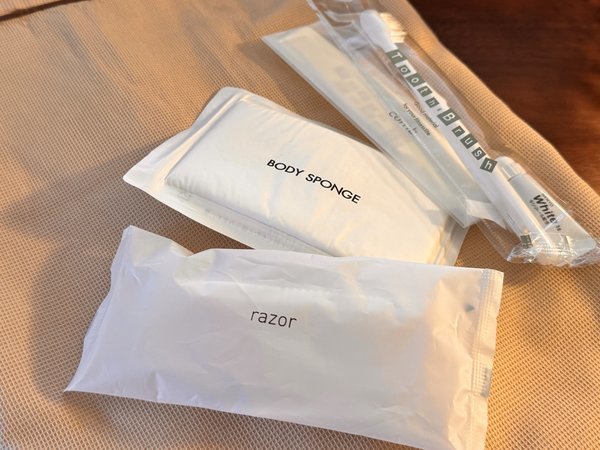 Tooth Brush
BODY SPONGE
White
razor